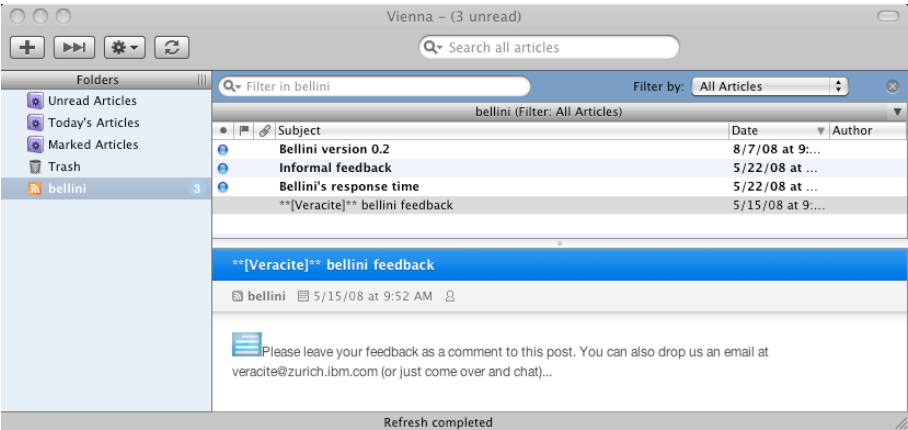 Vienna – (3 unread)
Search all articles
Folders
Unread Articles
Today's Articles
Marked Articles
Trash
bellini 3
Filter in bellini
Filter by: All Articles
bellini (Filter: All Articles)
Subject Date Author
Bellini version 0.2 8/7/08 at 9:...
Informal feedback 5/22/08 at ...
Bellini's response time 5/22/08 at ...
**[Veracite]** bellini feedback 5/15/08 at 9:...
**[Veracite]** bellini feedback
bellini 5/15/08 at 9:52 AM
Please leave your feedback as a comment to this post. You can also drop us an email at
veracite@zurich.ibm.com (or just come over and chat)...
Refresh completed